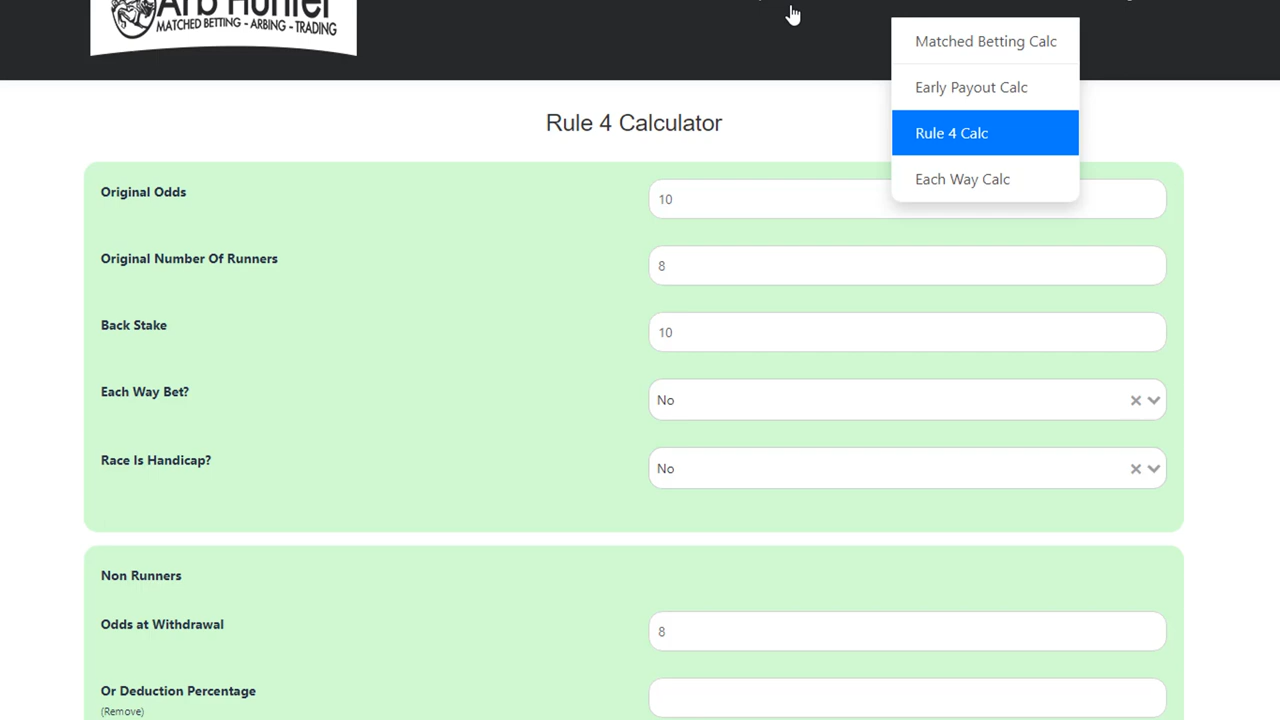 Arb Hunter
MATCHED BETTING - ARBING - TRADING
Matched Betting Calc
Early Payout Calc
Rule 4 Calc
Each Way Calc
Rule 4 Calculator
Original Odds
10
Original Number Of Runners
8
Back Stake
10
Each Way Bet?
No
Race Is Handicap?
No
Non Runners
Odds at Withdrawal
8
Or Deduction Percentage
(Remove)